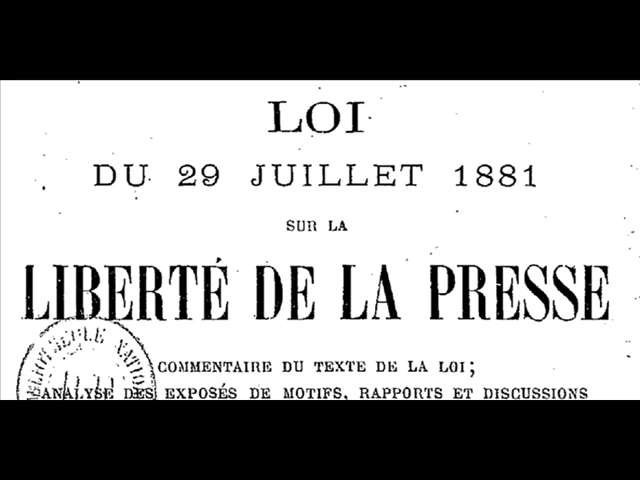 LOI
DU 29 JUILLET 1881
SUR LA
LIBERTÉ DE LA PRESSE
COMMENTAIRE DU TEXTE DE LA LOI;
ANALYSE DES EXPOSÉS DE MOTIFS, RAPPORTS ET DISCUSSIONS